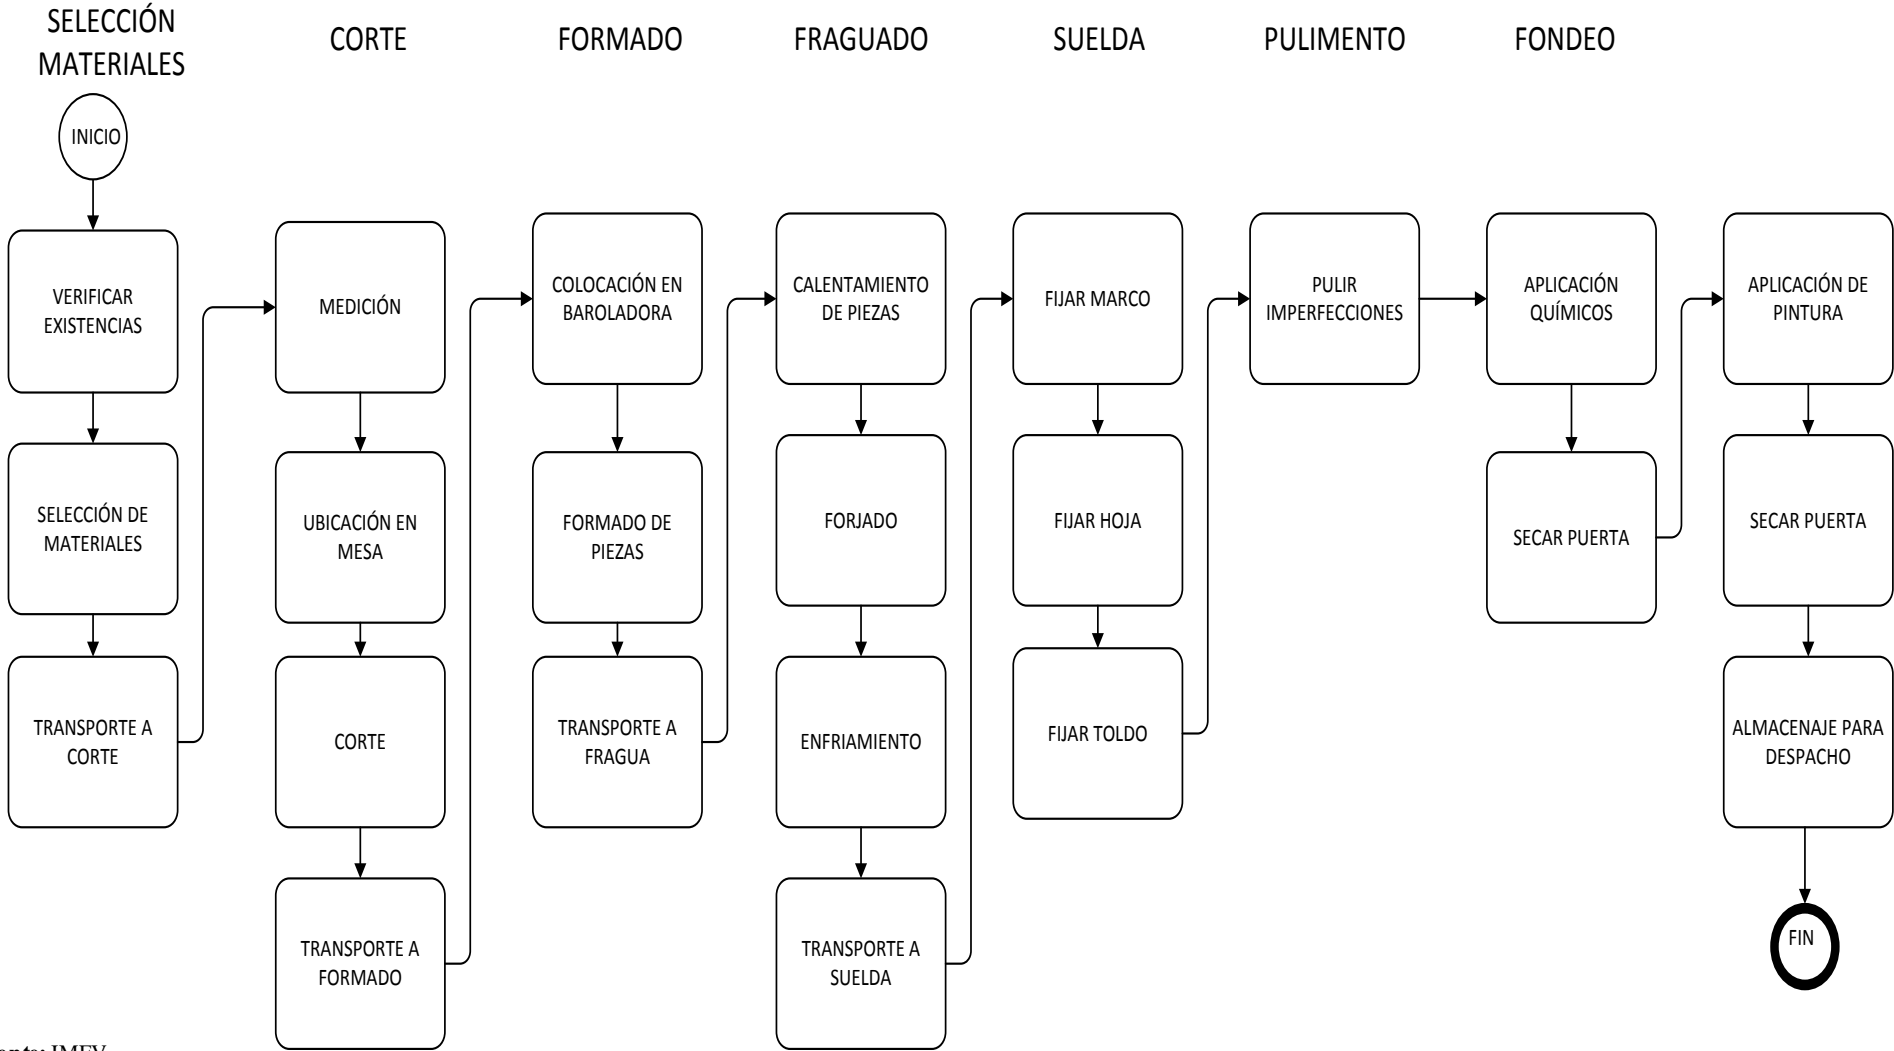 SELECCIÓN
MATERIALES
CORTE
FORMADO
FRAGUADO
SUELDA
PULIMENTO
FONDEO
INICIO
VERIFICAR
EXISTENCIAS
SELECCIÓN DE
MATERIALES
TRANSPORTE A
CORTE
MEDICIÓN
UBICACIÓN EN
MESA
CORTE
TRANSPORTE A
FORMADO
COLOCACIÓN EN
BAROLADORA
FORMADO DE
PIEZAS
TRANSPORTE A
FRAGUA
CALENTAMIENTO
DE PIEZAS
FORJADO
ENFRIAMIENTO
TRANSPORTE A
SUELDA
FIJAR MARCO
FIJAR HOJA
FIJAR TOLDO
PULIR
IMPERFECCIONES
APLICACIÓN
QUÍMICOS
SECAR PUERTA
APLICACIÓN DE
PINTURA
SECAR PUERTA
ALMACENAJE PARA
DESPACHO
FIN